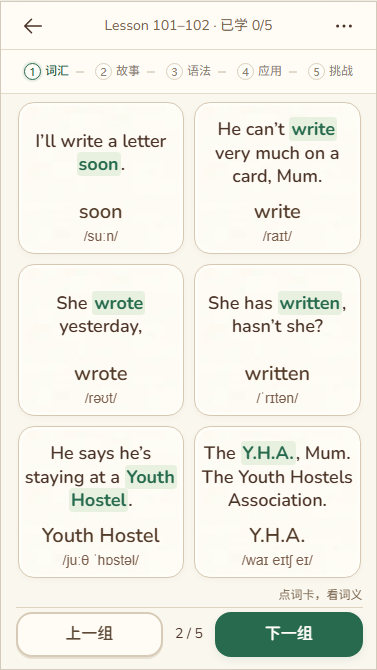 Lesson 101–102 · 已学 0/5
1 词汇 – 2 故事 – 3 语法 – 4 应用 – 5 挑战
I’ll write a letter
soon.
soon
/suːn/
He can’t write
very much on a
card, Mum.
write
/raɪt/
She wrote
yesterday,
wrote
/rəʊt/
She has written,
hasn’t she?
written
/ˈrɪtən/
He says he’s
staying at a Youth
Hostel.
Youth Hostel
/juːθ ˈhɒstəl/
The Y.H.A., Mum.
The Youth Hostels
Association.
Y.H.A.
/waɪ eɪtʃ eɪ/
点词卡，看词义
上一组
2 / 5
下一组